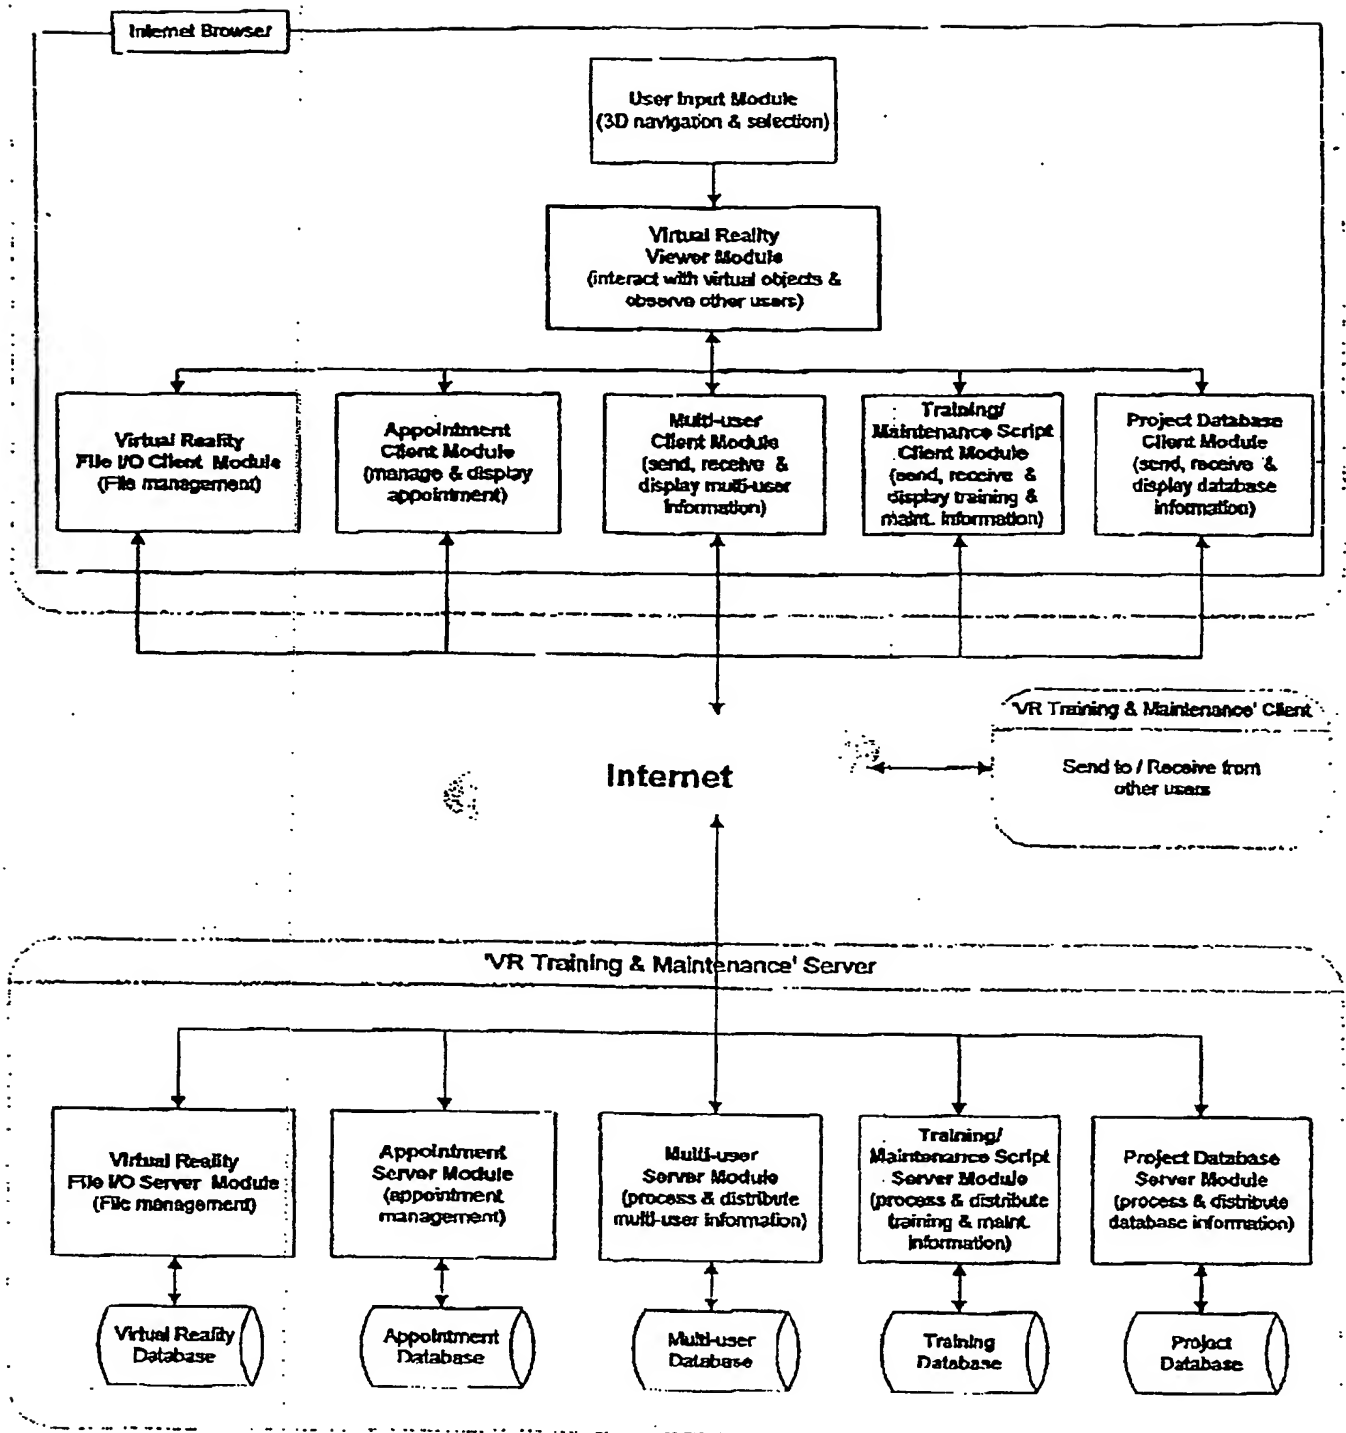 Internet Browser
User Input Module
(3D navigation & selection)
Virtual Reality
Viewer Module
(interact with virtual objects &
observe other users)
Virtual Reality
File I/O Client Module
(File management)
Appointment
Client Module
(manage & display
appointment)
Multi-user
Client Module
(send, receive &
display multi-user
information)
Training/
Maintenance Script
Client Module
(send, receive &
display training &
maint. information)
Project Database
Client Module
(send, receive &
display database
information)
'VR Training & Maintenance' Client
Send to / Receive from
other users
Internet
'VR Training & Maintenance' Server
Virtual Reality
File I/O Server Module
(File management)
Appointment
Server Module
(appointment
management)
Multi-user
Server Module
(process & distribute
multi-user information)
Training/
Maintenance Script
Server Module
(process & distribute
training & maint.
information)
Project Database
Server Module
(process & distribute
database information)
Virtual Reality
Database
Appointment
Database
Multi-user
Database
Training
Database
Project
Database